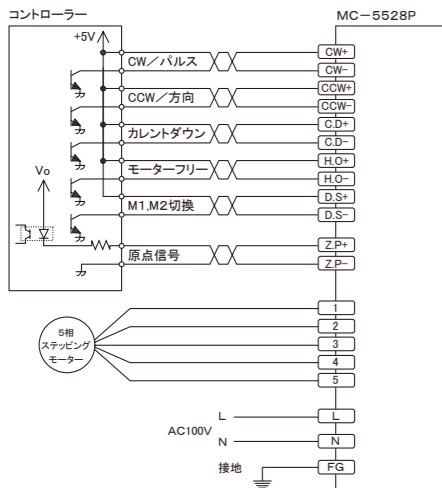 コントローラー
MC-5528P
+5V
CW/パルス
CW+
CW-
CCW/方向
CCW+
CCW-
カレントダウン
C.D+
C.D-
モーターフリー
H.O+
H.O-
M1,M2切換
D.S+
D.S-
Vo
原点信号
Z.P+
Z.P-
5相
ステッピング
モーター
1
2
3
4
5
AC100V
L
L
N
N
接地
FG